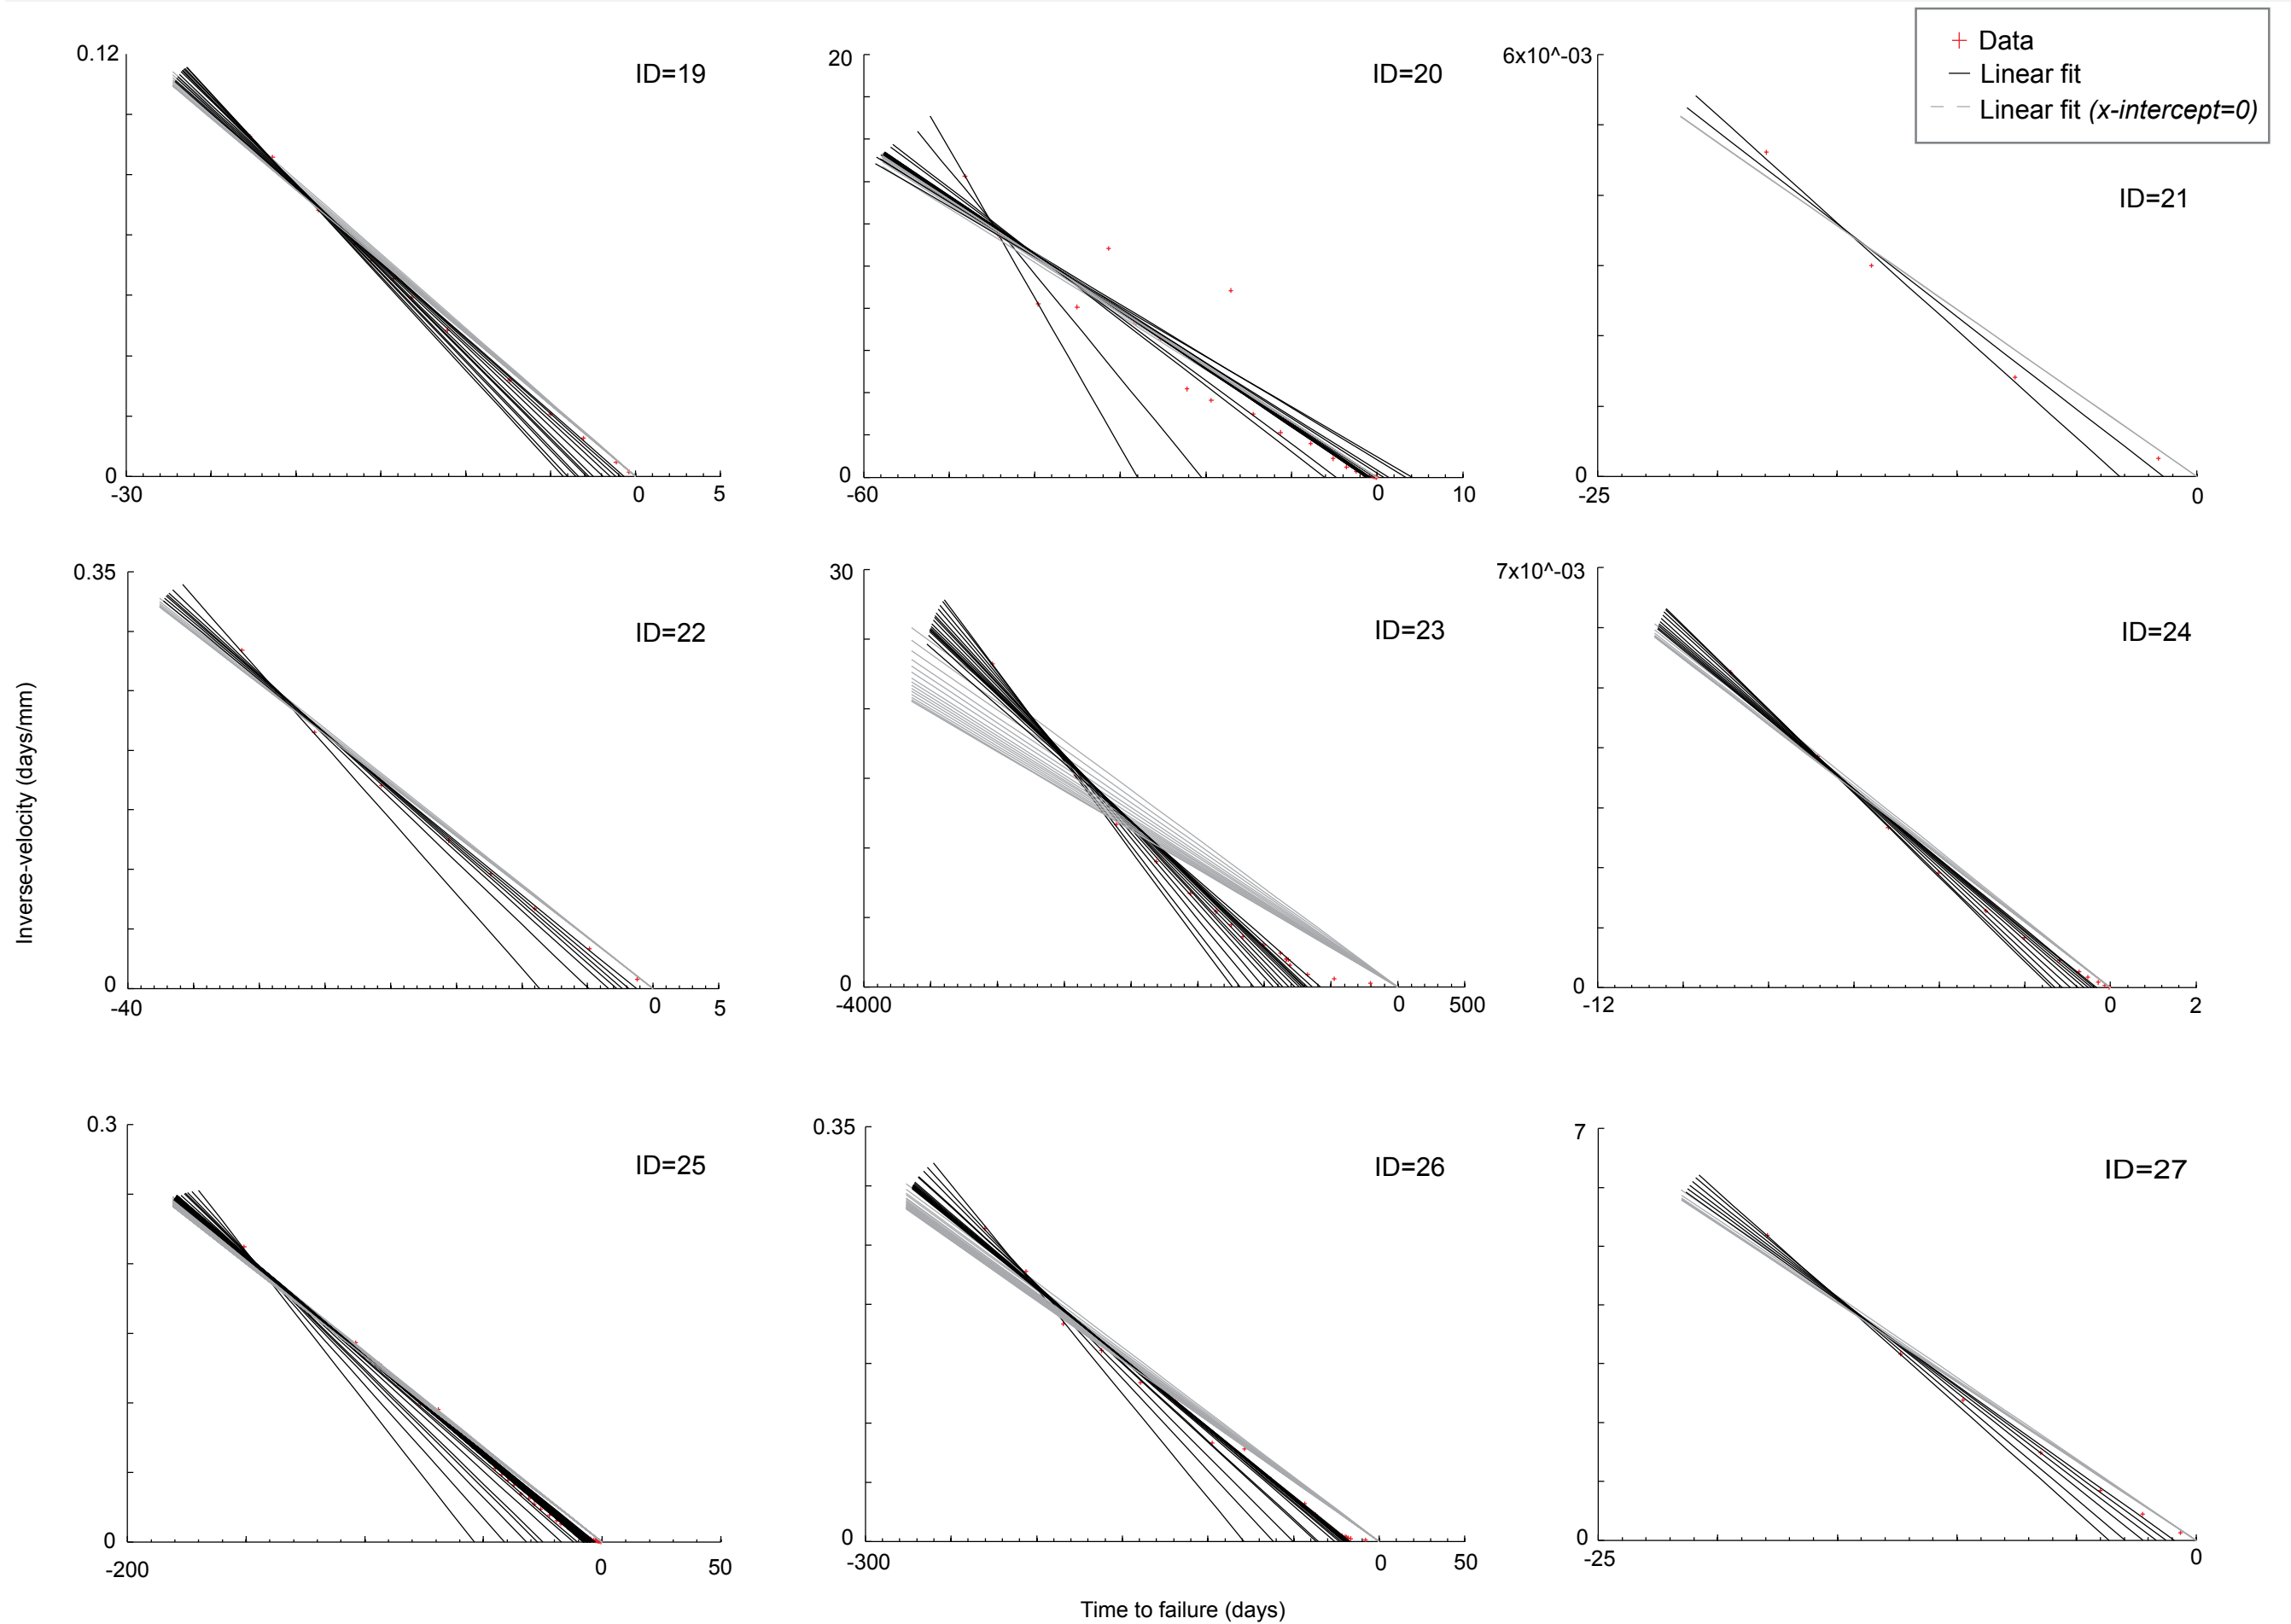 Data
Linear fit
Linear fit (x-intercept=0)
0.12
ID=19
0
-30
0
5
20
ID=20
0
-60
0
10
6x10^-03
ID=21
0
-25
0
0.35
ID=22
0
-40
0
5
30
ID=23
0
-4000
0
500
7x10^-03
ID=24
0
-12
0
2
Inverse-velocity (days/mm)
0.3
ID=25
0
-200
0
50
0.35
ID=26
0
-300
0
50
7
ID=27
0
-25
0
Time to failure (days)